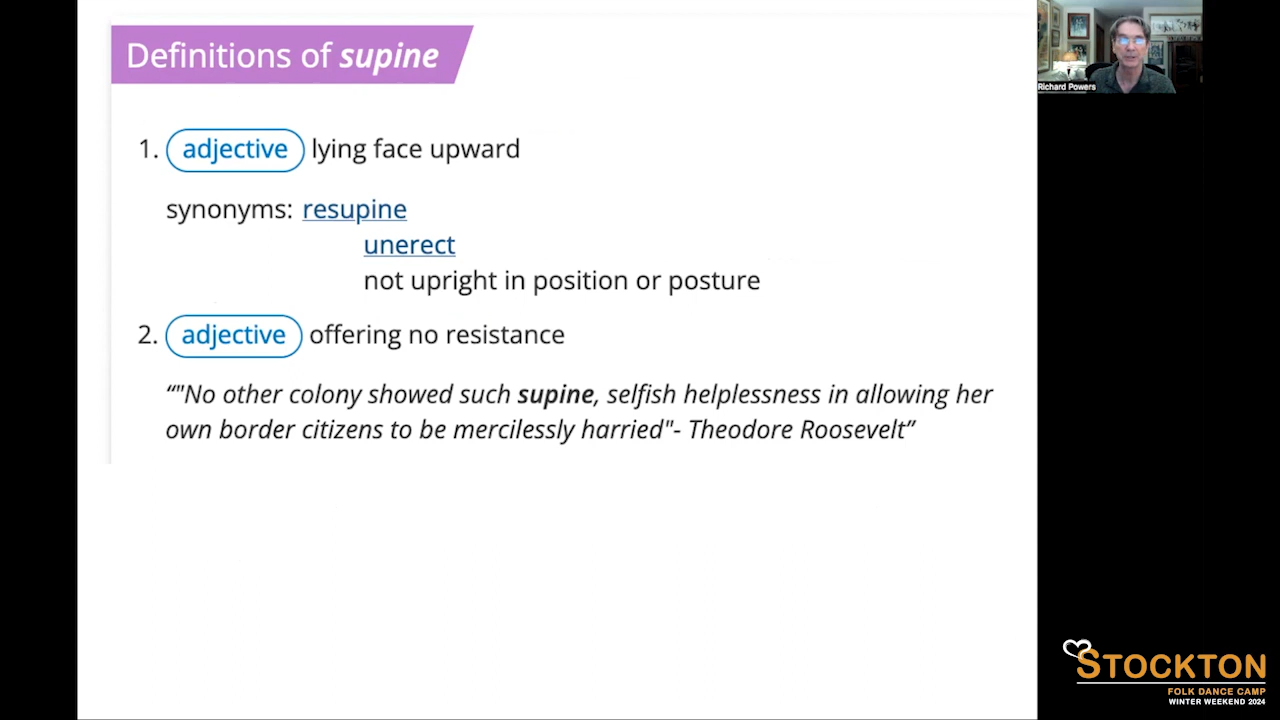 Definitions of supine
1. adjective lying face upward
synonyms: resupine
unerect
not upright in position or posture
2. adjective offering no resistance
“"No other colony showed such supine, selfish helplessness in allowing her
own border citizens to be mercilessly harried"- Theodore Roosevelt”
Richard Powers
STOCKTON
FOLK DANCE CAMP
WINTER WEEKEND 2024